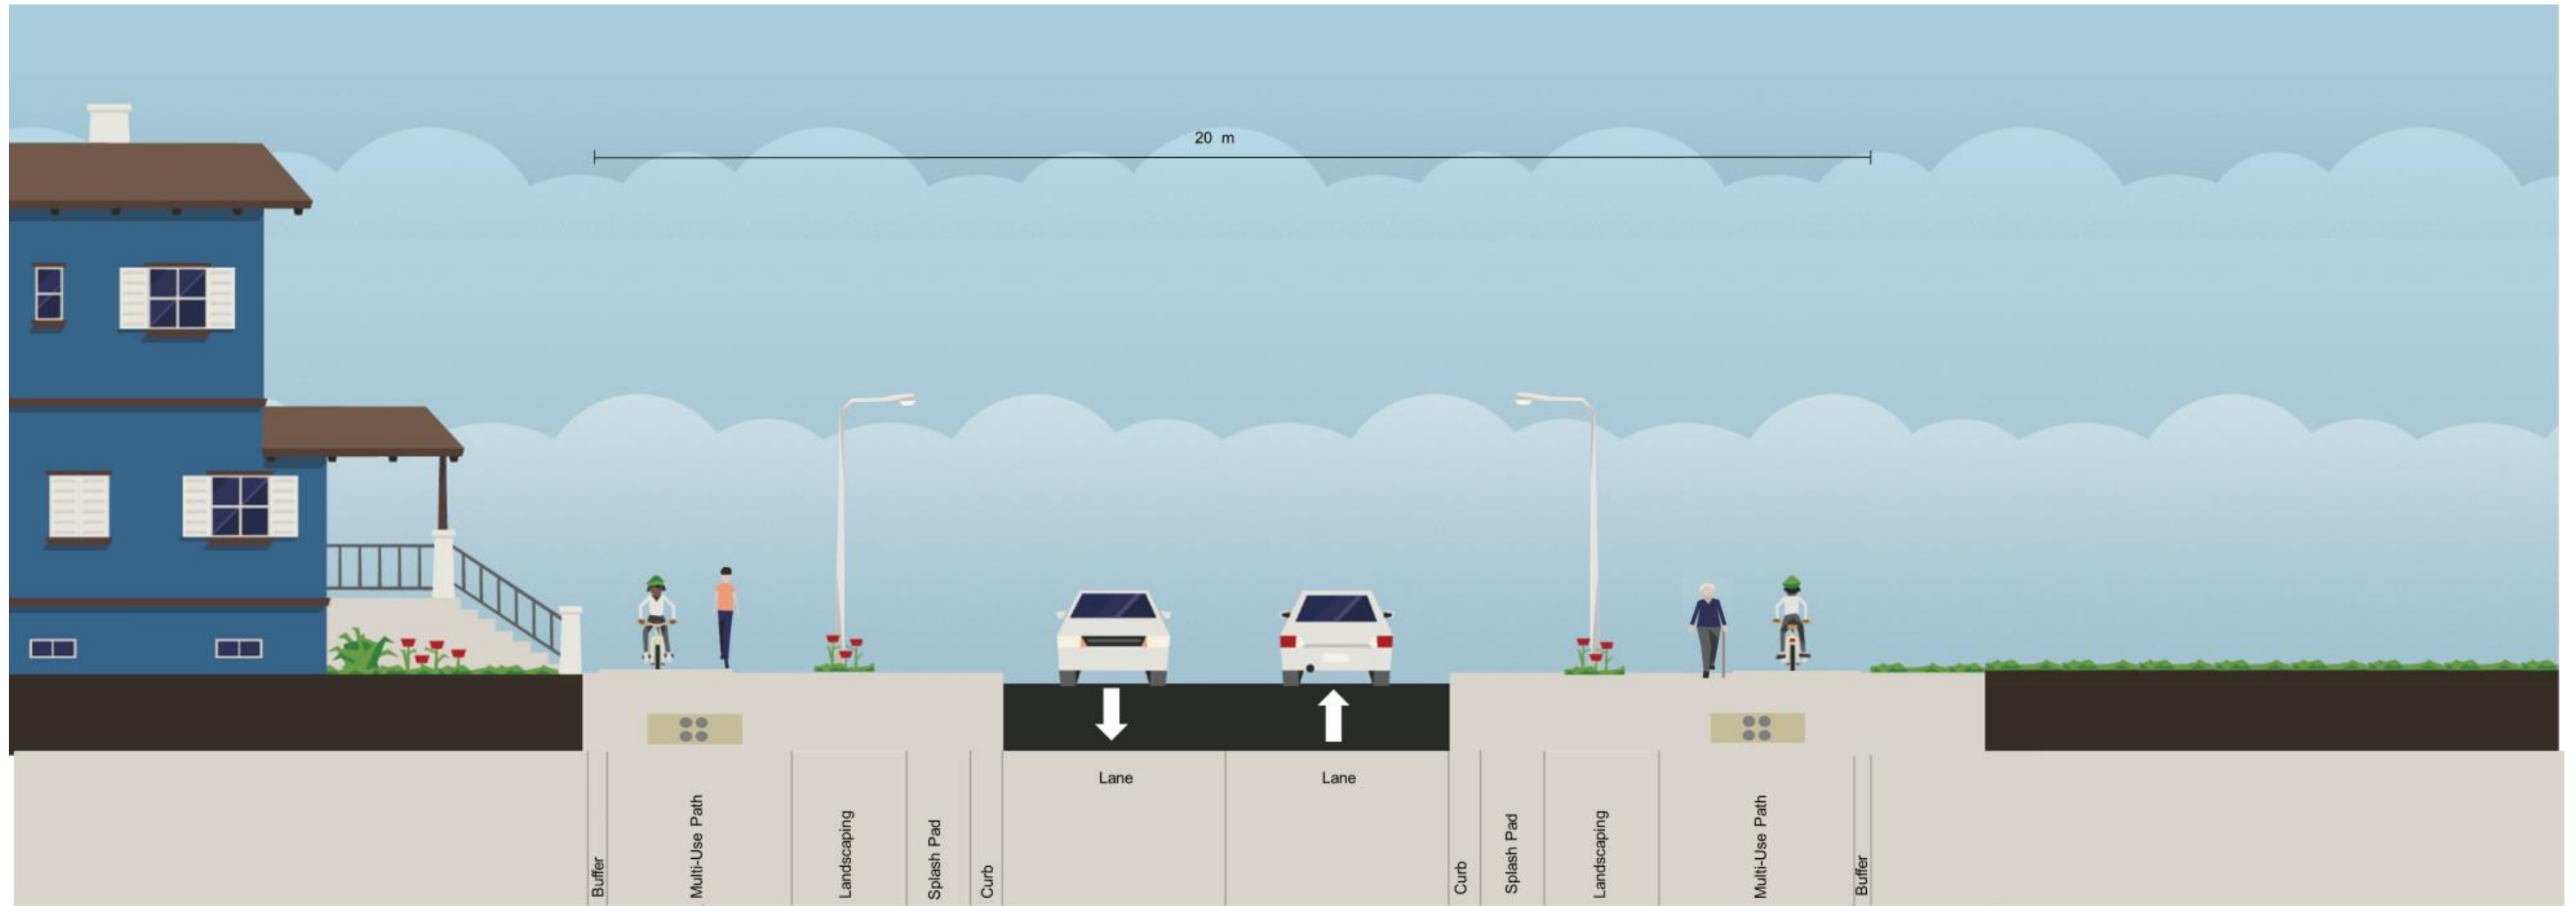 20 m
Lane
Lane
Buffer
Multi-Use Path
Landscaping
Splash Pad
Curb
Curb
Splash Pad
Landscaping
Multi-Use Path
Buffer